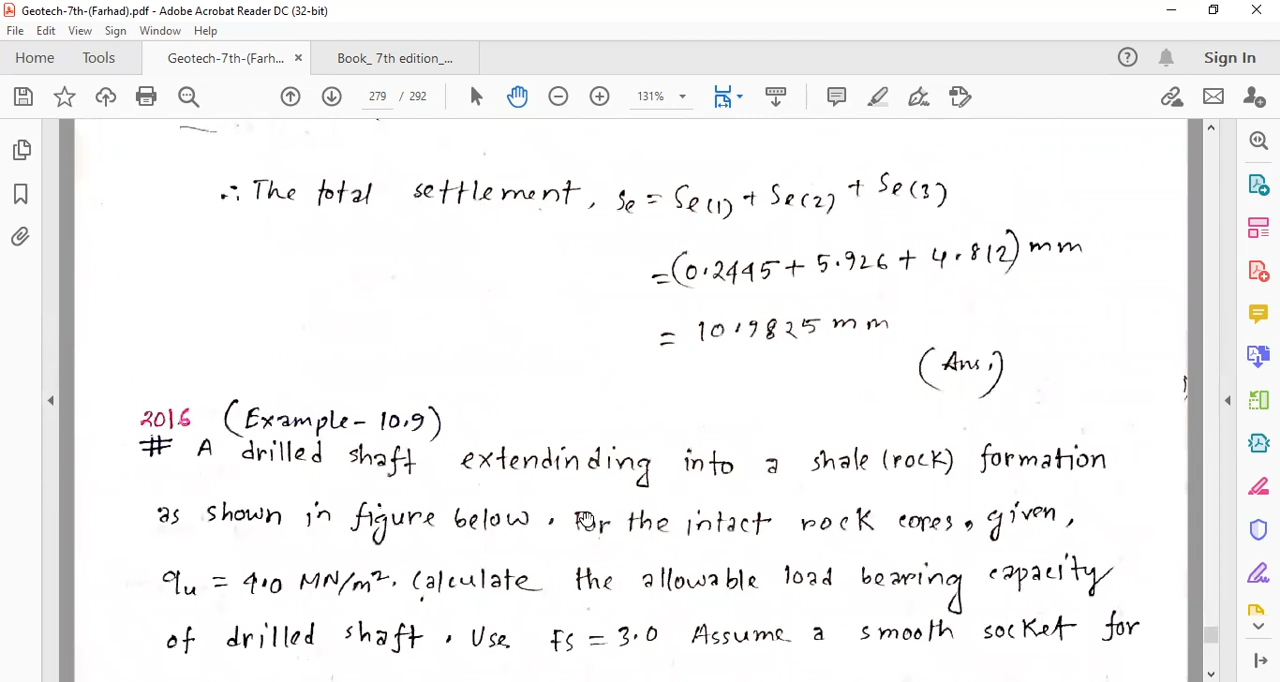 Geotech-7th-(Farhad).pdf - Adobe Acrobat Reader DC (32-bit)
File Edit View Sign Window Help
Home Tools Geotech-7th-(Farh... × Book_ 7th edition_... Sign In
279 / 292 131%
∴ The total settlement, Se = Se(1) + Se(2) + Se(3)
= (0.2445 + 5.926 + 4.812) mm
= 10.9825 mm
(Ans.)
2016 (Example- 10.9)
# A drilled shaft extendinding into a shale (rock) formation
as shown in figure below. For the intact rock cores, given,
qu = 4.0 MN/m². Calculate the allowable load bearing capacity
of drilled shaft. Use FS = 3.0 Assume a smooth socket for